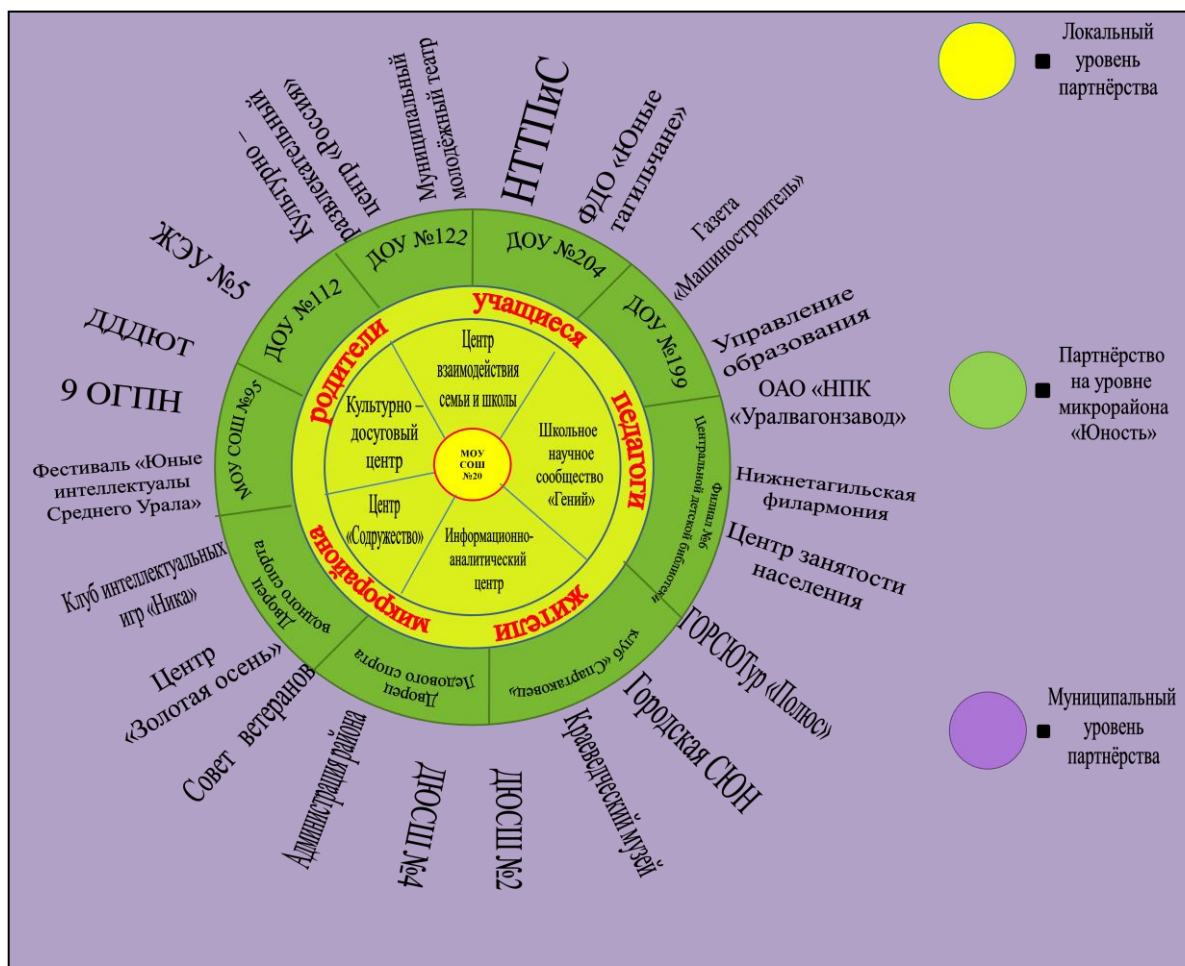 Локальный
уровень
партнёрства
Партнёрство
на уровне
микрорайона
«Юность»
Муниципальный
уровень
партнёрства
МОУ
СОШ
№20
Центр
взаимодействия
семьи и школы
Школьное
научное
сообщество
«Гений»
Информационно-
аналитический
центр
Центр
«Содружество»
Культурно –
досуговый
центр
родители
учащиеся
педагоги
жители
микрорайона
МОУ СОШ №95
ДОУ №112
ДОУ №122
ДОУ №204
ДОУ №199
Филиал №6
Центральной детской библиотеки
клуб «Спартаковец»
Дворец
Ледового спорта
Дворец
водного спорта
Фестиваль «Юные
интеллектуалы
Среднего Урала»
9 ОГПН
ДДДЮТ
ЖЭУ №5
Культурно –
развлекательный
центр «Россия»
Муниципальный
молодёжный театр
НТТПиС
ФДО «Юные
тагильчане»
Газета
«Машиностроитель»
Управление
образования
ОАО «НПК
«Уралвагонзавод»
Нижнетагильская
филармония
Центр занятости
населения
ГОРСЮТур «Полюс»
Городская СЮН
Краеведческий музей
ДЮСШ №2
ДЮСШ №4
Администрация района
Совет ветеранов
Центр
«Золотая осень»
Клуб интеллектуальных
игр «Ника»